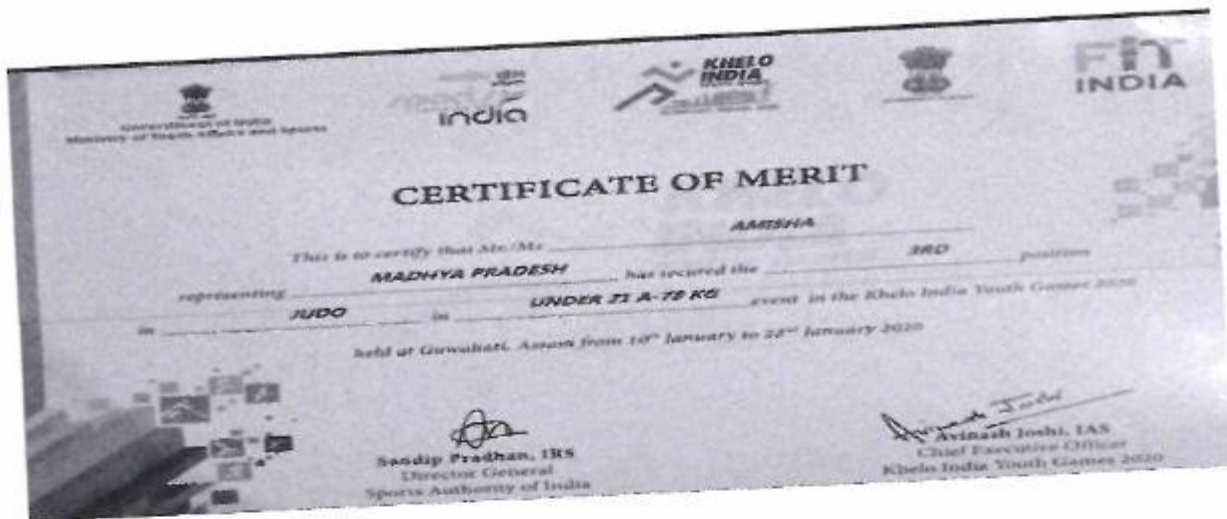 Government of India
Ministry of Youth Affairs and Sports
india
KHELO
INDIA
FIT
INDIA
CERTIFICATE OF MERIT
This is to certify that Mr./Ms AMISHA
representing MADHYA PRADESH has secured the 3RD position
in JUDO in UNDER 21 A-78 KG event in the Khelo India Youth Games 2020
held at Guwahati, Assam from 10th January to 22nd January 2020
Sandip Pradhan, IRS
Director General
Sports Authority of India
Avinash Joshi, IAS
Chief Executive Officer
Khelo India Youth Games 2020